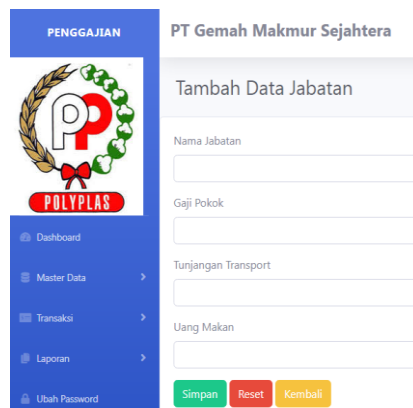 PENGGAJIAN
PT Gemah Makmur Sejahtera
PP
POLYPLAS
Dashboard
Master Data
Transaksi
Laporan
Ubah Password
Tambah Data Jabatan
Nama Jabatan
Gaji Pokok
Tunjangan Transport
Uang Makan
Simpan Reset Kembali